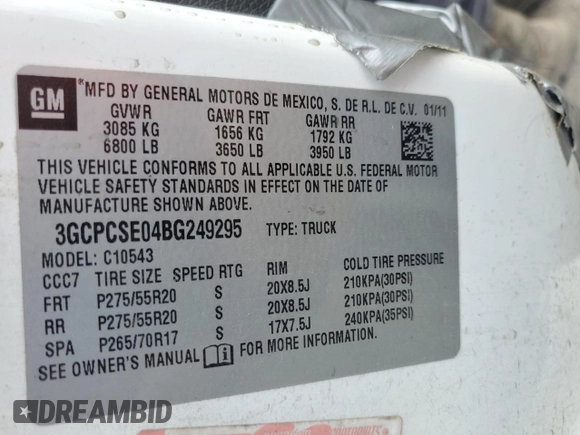 GM
®MFD BY GENERAL MOTORS DE MEXICO, S. DE R.L. DE C.V. 01/11
GVWR GAWR FRT GAWR RR
3085 KG 1656 KG 1792 KG
6800 LB 3650 LB 3950 LB
THIS VEHICLE CONFORMS TO ALL APPLICABLE U.S. FEDERAL MOTOR
VEHICLE SAFETY STANDARDS IN EFFECT ON THE DATE OF
MANUFACTURE SHOWN ABOVE.
3GCPCSE04BG249295 TYPE: TRUCK
MODEL: C10543
CCC7 TIRE SIZE SPEED RTG RIM COLD TIRE PRESSURE
FRT P275/55R20 S 20X8.5J 210KPA(30PSI)
RR P275/55R20 S 20X8.5J 210KPA(30PSI)
SPA P265/70R17 S 17X7.5J 240KPA(35PSI)
SEE OWNER'S MANUAL FOR MORE INFORMATION.
DREAMBID